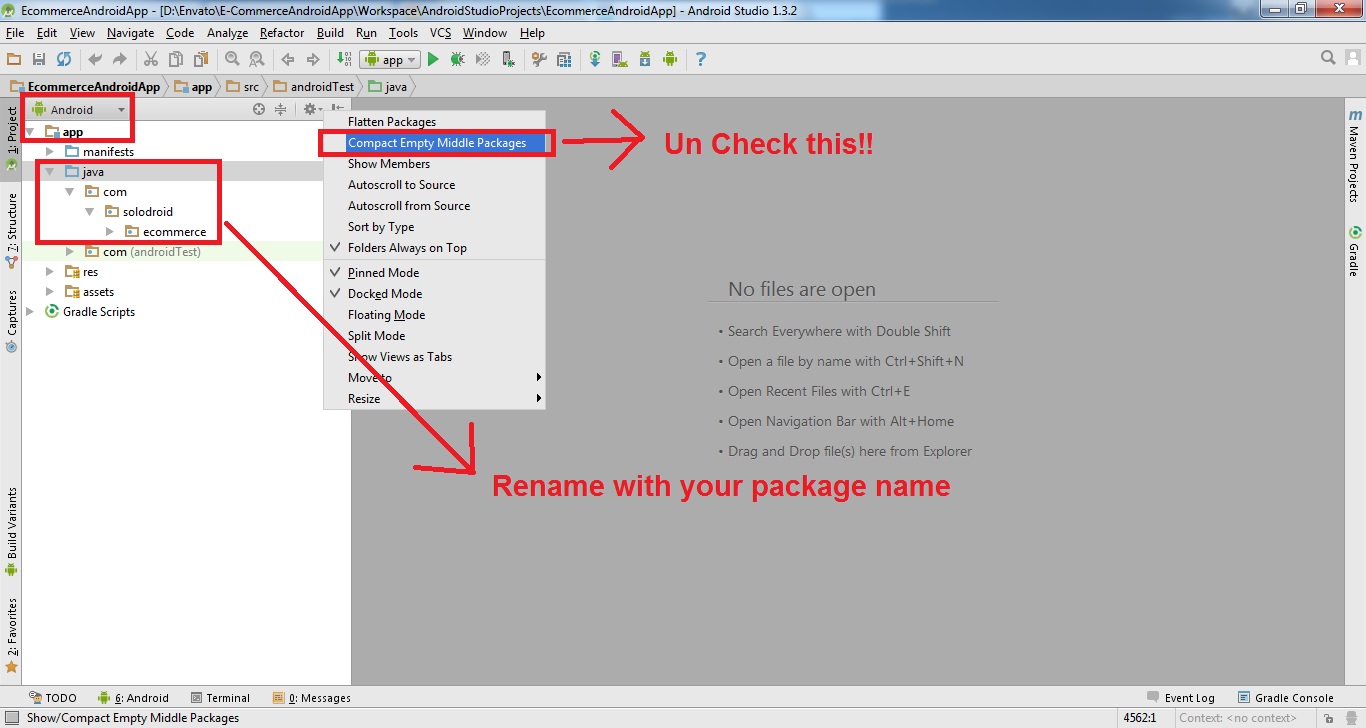 EcommerceAndroidApp - [D:\Envato\E-CommerceAndroidApp\Workspace\AndroidStudioProjects\EcommerceAndroidApp] - Android Studio 1.3.2
File Edit View Navigate Code Analyze Refactor Build Run Tools VCS Window Help
app
EcommerceAndroidApp app src androidTest java
Android
app
manifests
java
com
solodroid
ecommerce
com (androidTest)
res
assets
Gradle Scripts
1: Project
7: Structure
Captures
Build Variants
2: Favorites
Flatten Packages
Compact Empty Middle Packages
Show Members
Autoscroll to Source
Autoscroll from Source
Sort by Type
Folders Always on Top
Pinned Mode
Docked Mode
Floating Mode
Split Mode
Show Views as Tabs
Move to
Resize
Un Check this!!
Rename with your package name
No files are open
• Search Everywhere with Double Shift
• Open a file by name with Ctrl+Shift+N
• Open Recent Files with Ctrl+E
• Open Navigation Bar with Alt+Home
• Drag and Drop file(s) here from Explorer
m
Maven Projects
Gradle
TODO 6: Android Terminal 0: Messages Event Log Gradle Console
Show/Compact Empty Middle Packages 4562:1 Context: <no context>